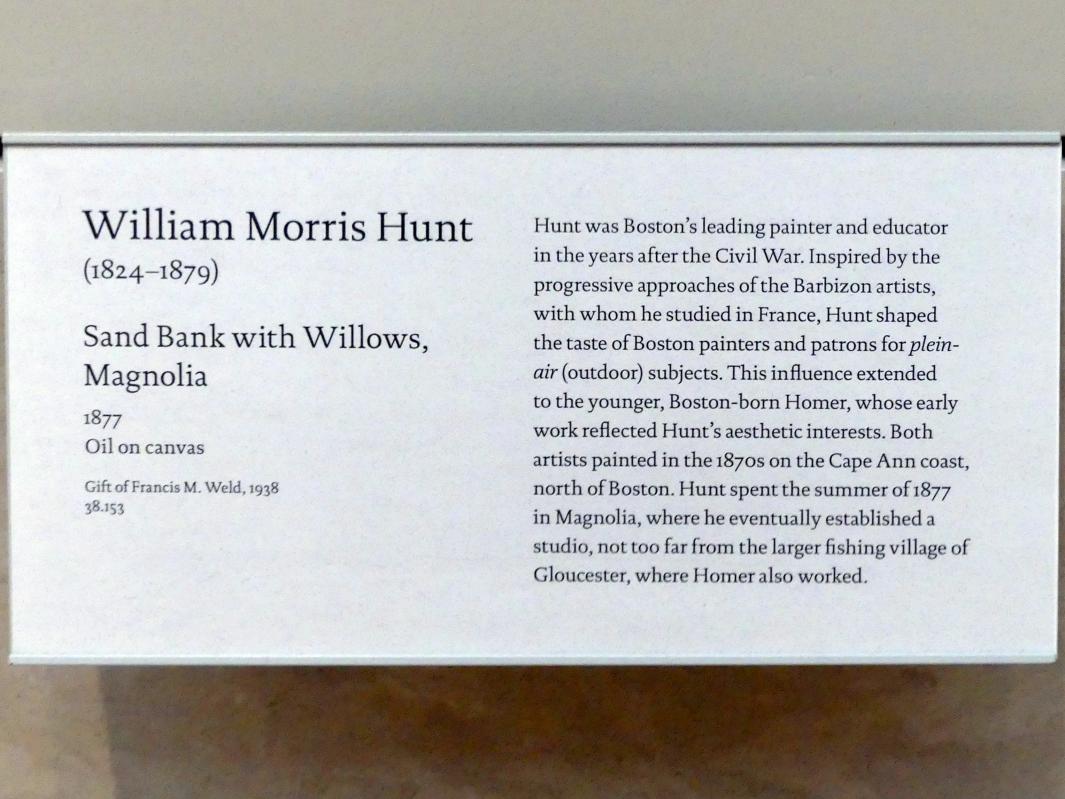 William Morris Hunt
(1824–1879)
Sand Bank with Willows,
Magnolia
1877
Oil on canvas
Gift of Francis M. Weld, 1938
38.153
Hunt was Boston’s leading painter and educator
in the years after the Civil War. Inspired by the
progressive approaches of the Barbizon artists,
with whom he studied in France, Hunt shaped
the taste of Boston painters and patrons for plein-
air (outdoor) subjects. This influence extended
to the younger, Boston-born Homer, whose early
work reflected Hunt’s aesthetic interests. Both
artists painted in the 1870s on the Cape Ann coast,
north of Boston. Hunt spent the summer of 1877
in Magnolia, where he eventually established a
studio, not too far from the larger fishing village of
Gloucester, where Homer also worked.